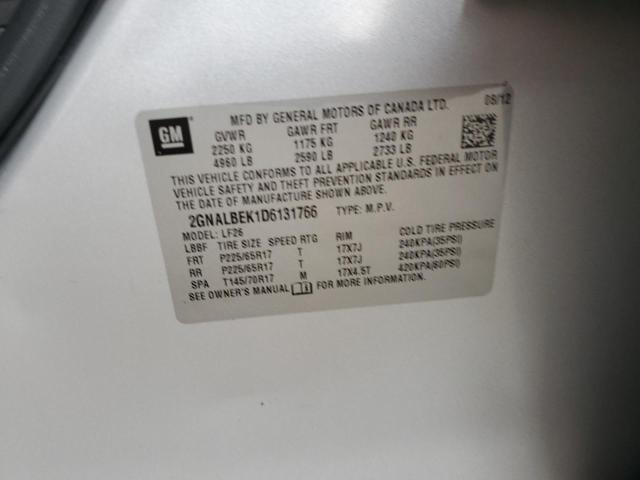 MFD BY GENERAL MOTORS OF CANADA LTD. 08/12
GM
GVWR GAWR FRT GAWR RR
2250 KG 1175 KG 1240 KG
4960 LB 2590 LB 2733 LB
THIS VEHICLE CONFORMS TO ALL APPLICABLE U.S. FEDERAL MOTOR
VEHICLE SAFETY AND THEFT PREVENTION STANDARDS IN EFFECT ON
THE DATE OF MANUFACTURE SHOWN ABOVE.
2GNALBEK1D6131766 TYPE: M.P.V.
MODEL: LF26
LBBF TIRE SIZE SPEED RTG RIM COLD TIRE PRESSURE
FRT P225/65R17 T 17X7J 240KPA(35PSI)
RR P225/65R17 T 17X7J 240KPA(35PSI)
SPA T145/70R17 M 17X4.5T 420KPA(60PSI)
SEE OWNER'S MANUAL FOR MORE INFORMATION.